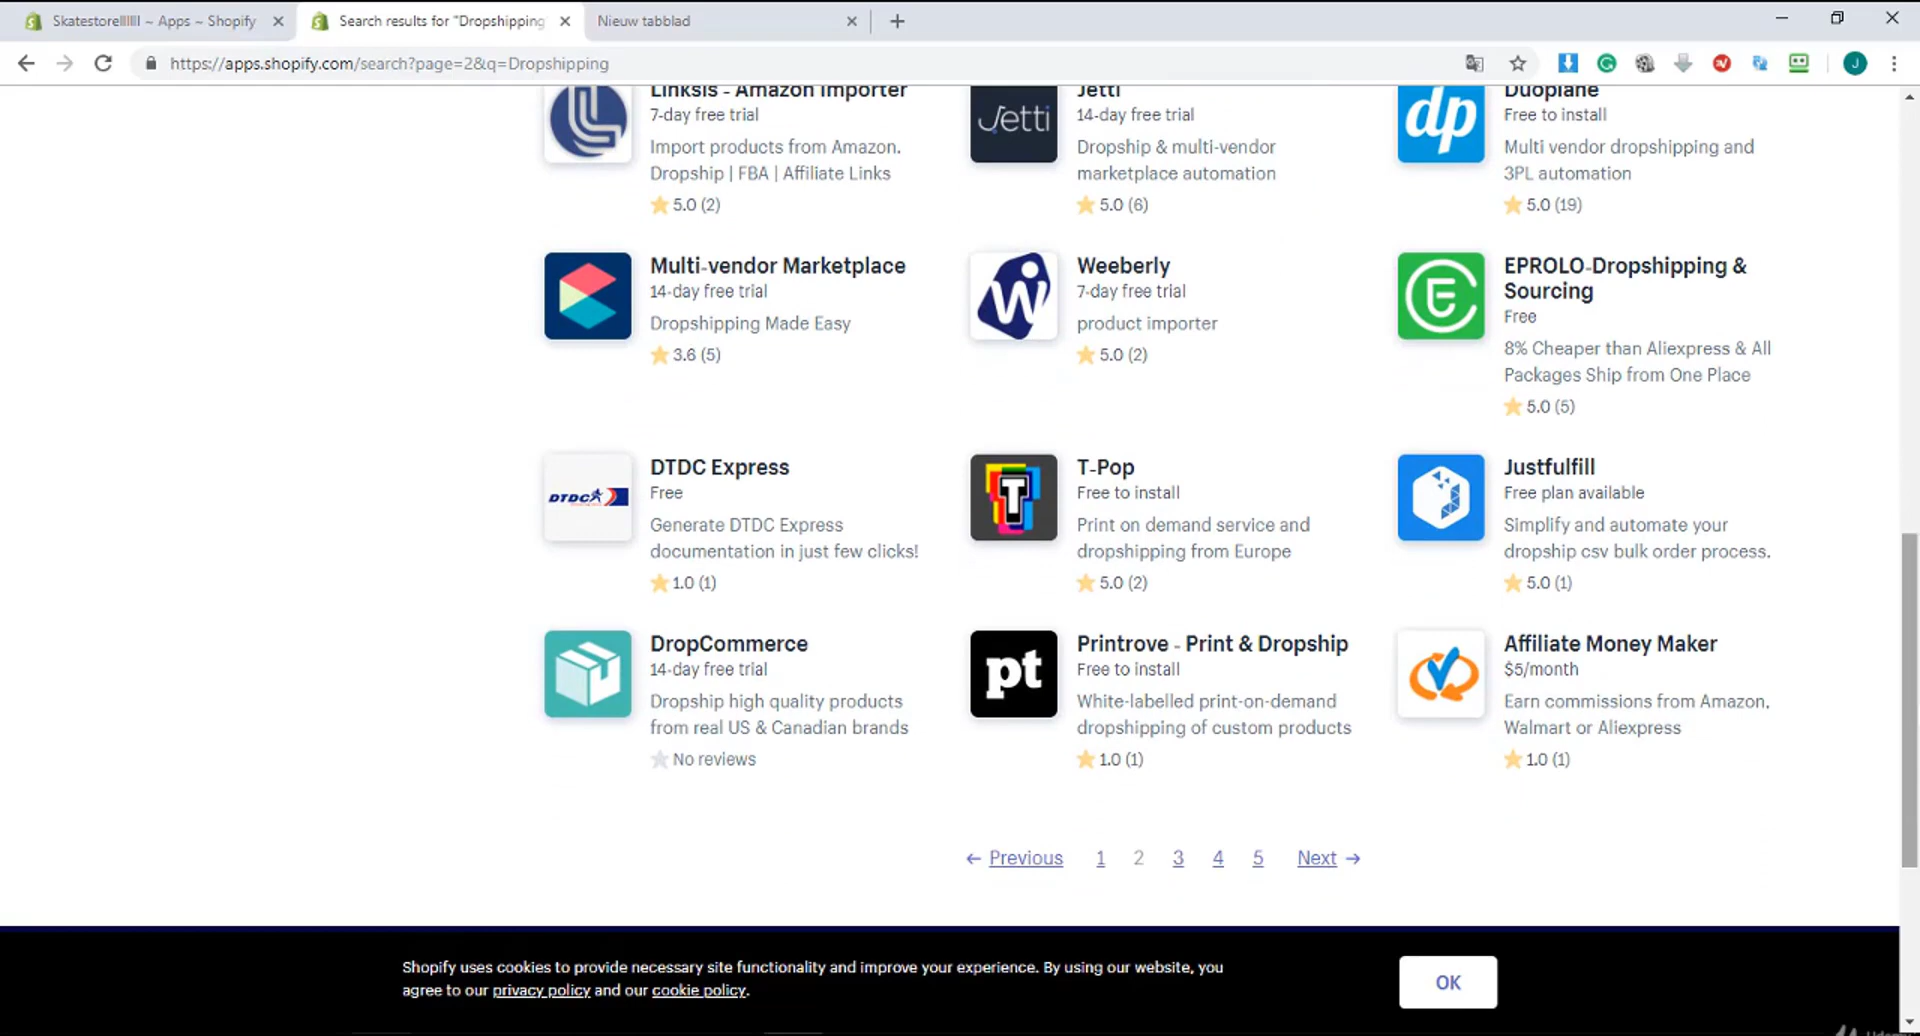 Skatestorellllll ~ Apps ~ Shopify
Search results for "Dropshipping
Nieuw tabblad
https://apps.shopify.com/search?page=2&q=Dropshipping
J
Linksis - Amazon Importer
7-day free trial
Import products from Amazon.
Dropship | FBA | Affiliate Links
5.0 (2)
Jetti
Jetti
14-day free trial
Dropship & multi-vendor
marketplace automation
5.0 (6)
dp
Duoplane
Free to install
Multi vendor dropshipping and
3PL automation
5.0 (19)
Multi-vendor Marketplace
14-day free trial
Dropshipping Made Easy
3.6 (5)
Weeberly
7-day free trial
product importer
5.0 (2)
EPROLO-Dropshipping &
Sourcing
Free
8% Cheaper than Aliexpress & All
Packages Ship from One Place
5.0 (5)
DTDC
DTDC Express
Free
Generate DTDC Express
documentation in just few clicks!
1.0 (1)
T
T-Pop
Free to install
Print on demand service and
dropshipping from Europe
5.0 (2)
Justfulfill
Free plan available
Simplify and automate your
dropship csv bulk order process.
5.0 (1)
DropCommerce
14-day free trial
Dropship high quality products
from real US & Canadian brands
No reviews
pt
Printrove - Print & Dropship
Free to install
White-labelled print-on-demand
dropshipping of custom products
1.0 (1)
Affiliate Money Maker
$5/month
Earn commissions from Amazon,
Walmart or Aliexpress
1.0 (1)
← Previous 1 2 3 4 5 Next →
Shopify uses cookies to provide necessary site functionality and improve your experience. By using our website, you
agree to our privacy policy and our cookie policy.
OK